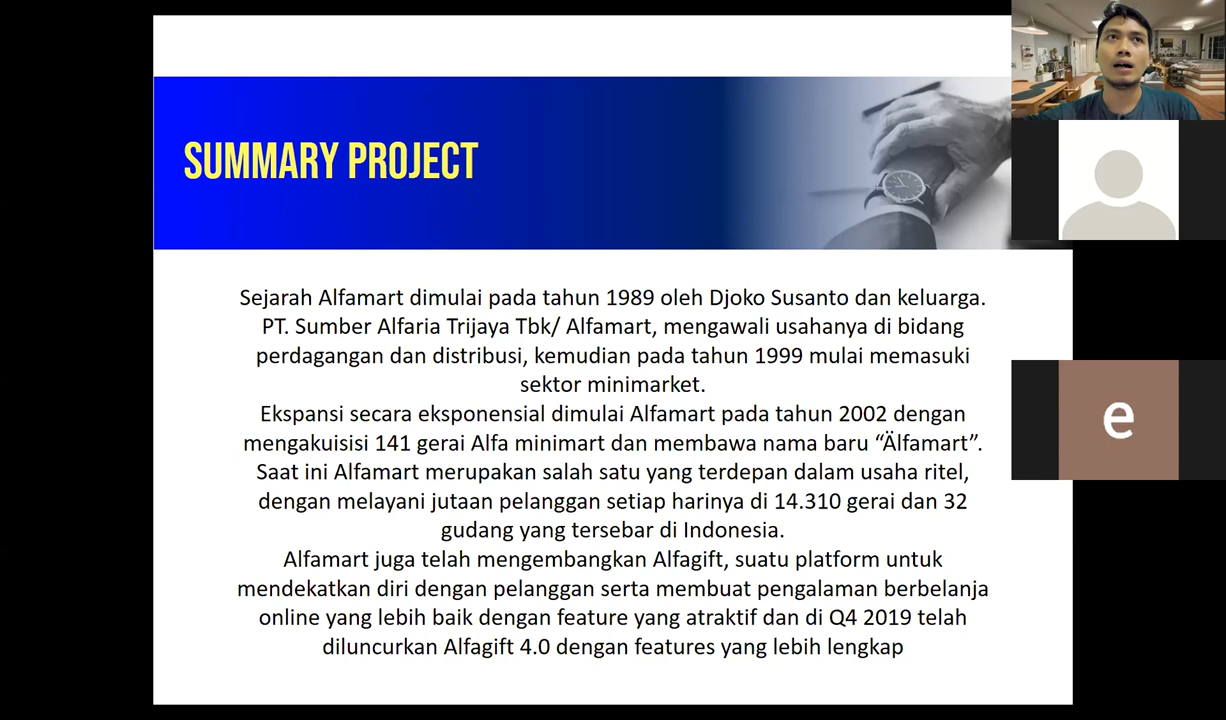 SUMMARY PROJECT
Sejarah Alfamart dimulai pada tahun 1989 oleh Djoko Susanto dan keluarga.
PT. Sumber Alfaria Trijaya Tbk/ Alfamart, mengawali usahanya di bidang
perdagangan dan distribusi, kemudian pada tahun 1999 mulai memasuki
sektor minimarket.
Ekspansi secara eksponensial dimulai Alfamart pada tahun 2002 dengan
mengakuisisi 141 gerai Alfa minimart dan membawa nama baru “Älfamart”.
Saat ini Alfamart merupakan salah satu yang terdepan dalam usaha ritel,
dengan melayani jutaan pelanggan setiap harinya di 14.310 gerai dan 32
gudang yang tersebar di Indonesia.
Alfamart juga telah mengembangkan Alfagift, suatu platform untuk
mendekatkan diri dengan pelanggan serta membuat pengalaman berbelanja
online yang lebih baik dengan feature yang atraktif dan di Q4 2019 telah
diluncurkan Alfagift 4.0 dengan features yang lebih lengkap
e